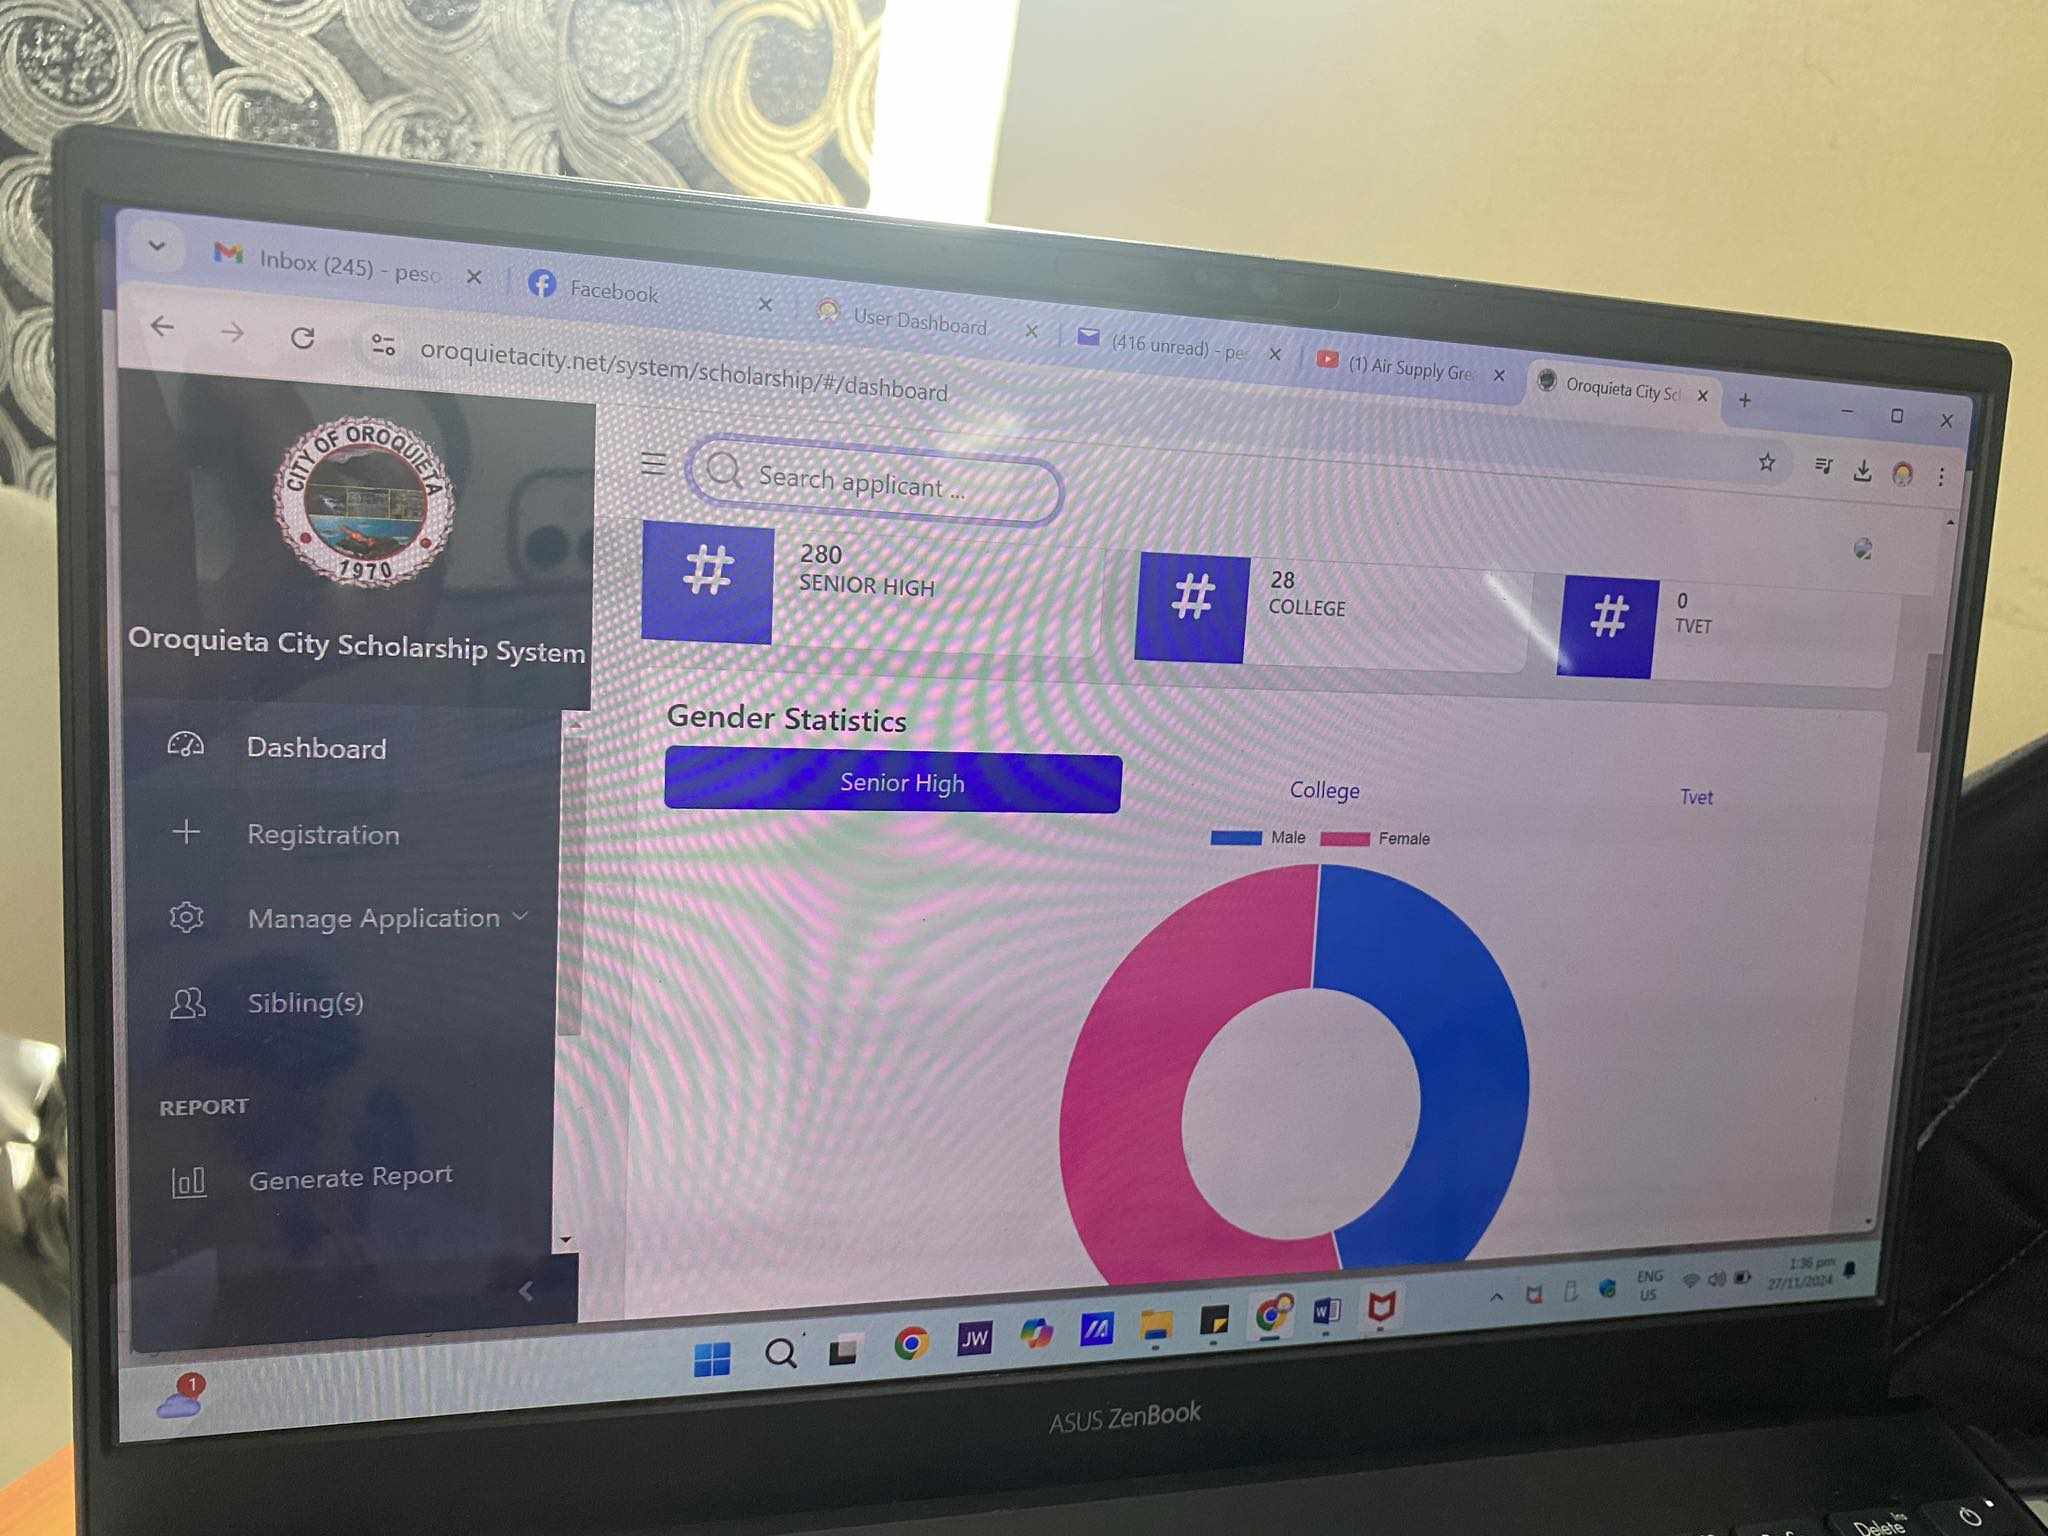 Inbox (245) - peso
Facebook
User Dashboard
(416 unread) - pe
(1) Air Supply Gre
Oroquieta City Sc
oroquietacity.net/system/scholarship/#/dashboard
CITY OF OROQUIETA
1970
Oroquieta City Scholarship System
Dashboard
Registration
Manage Application
Sibling(s)
REPORT
Generate Report
Search applicant ...
#
280
SENIOR HIGH
#
28
COLLEGE
#
0
TVET
Gender Statistics
Senior High
College
Tvet
Male
Female
1
JW
W
ENG
US
1:36 pm
27/11/2024
ASUS ZenBook
Ins
Delete